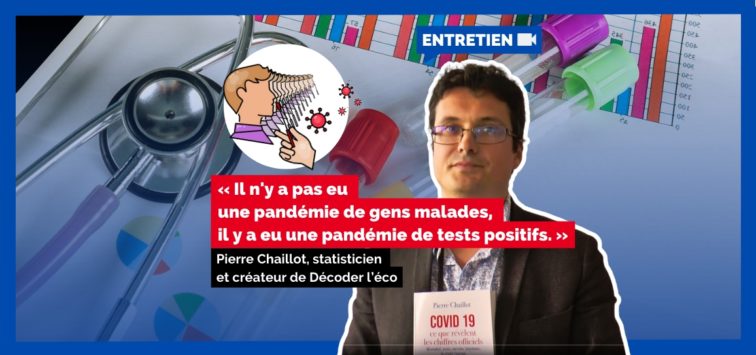 ENTRETIEN
« Il n'y a pas eu
une pandémie de gens malades,
il y a eu une pandémie de tests positifs. »
Pierre Chaillot, statisticien
et créateur de Décoder l'éco
Pierre Chaillot
COVID 19
ce que révèlent
les chiffres officiels